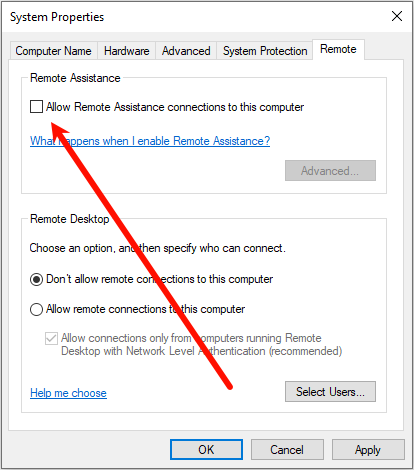 System Properties
Computer Name Hardware Advanced System Protection Remote
Remote Assistance
Allow Remote Assistance connections to this computer
What happens when I enable Remote Assistance?
Advanced...
Remote Desktop
Choose an option, and then specify who can connect.
Don't allow remote connections to this computer
Allow remote connections to this computer
Allow connections only from computers running Remote
Desktop with Network Level Authentication (recommended)
Help me choose Select Users...
OK Cancel Apply